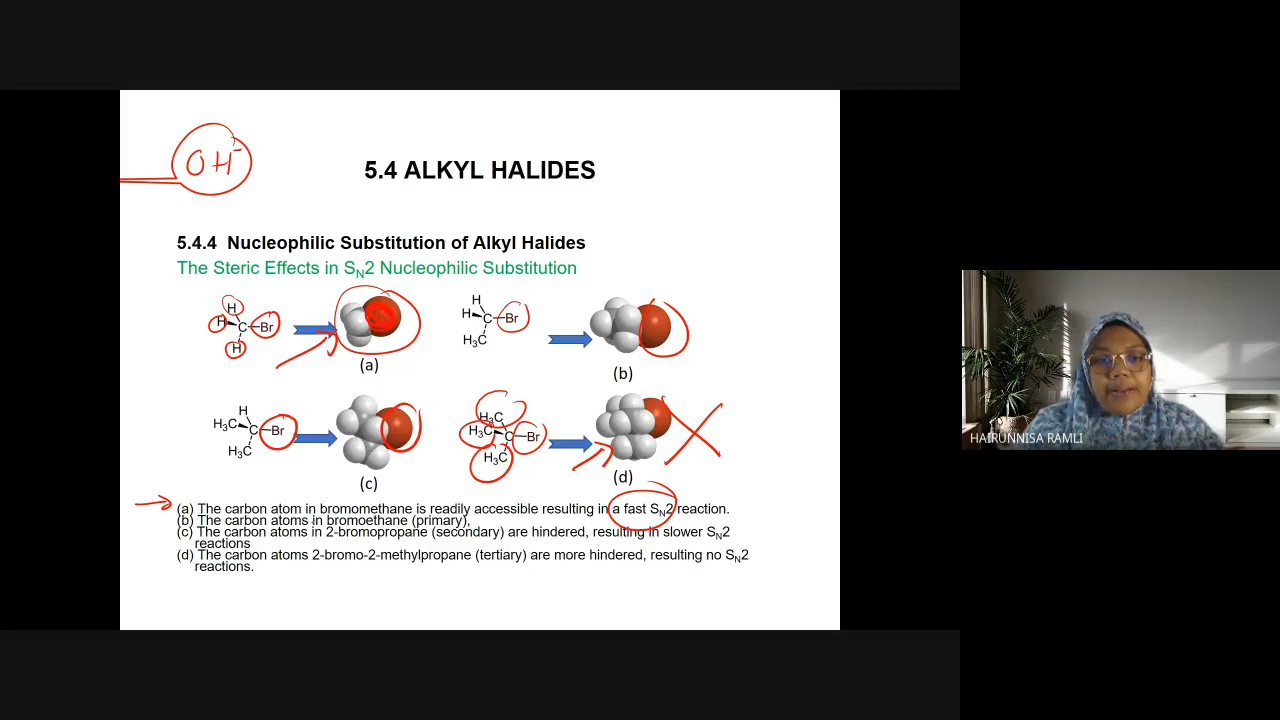 OH⁻
5.4 ALKYL HALIDES
5.4.4 Nucleophilic Substitution of Alkyl Halides
The Steric Effects in SN2 Nucleophilic Substitution
H
H
C
Br
H
(a)
H
H
C
Br
H3C
(b)
H
H3C
C
Br
H3C
(c)
H3C
H3C
C
Br
H3C
(d)
(a) The carbon atom in bromomethane is readily accessible resulting in a fast SN2 reaction.
(b) The carbon atoms in bromoethane (primary),
(c) The carbon atoms in 2-bromopropane (secondary) are hindered, resulting in slower SN2
reactions
(d) The carbon atoms 2-bromo-2-methylpropane (tertiary) are more hindered, resulting no SN2
reactions.
HAIRUNNISA RAMLI